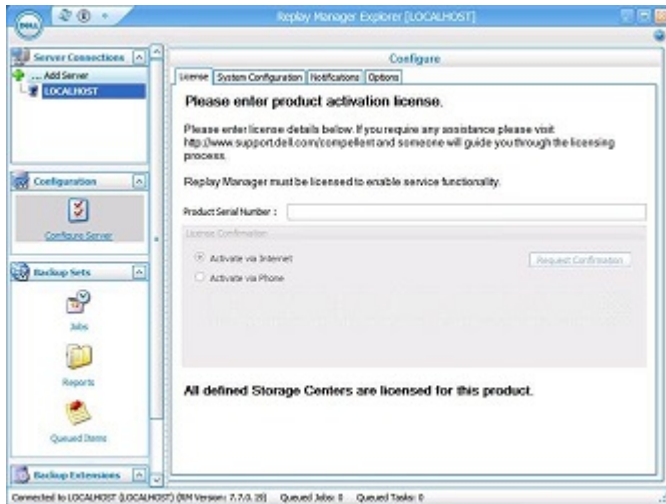 Replay Manager Explorer [LOCALHOST]
DELL
Server Connections
... Add Server
LOCALHOST
Configuration
Configure Server
Backup Sets
Jobs
Reports
Queued Items
Backup Extensions
Configure
License
System Configuration
Notifications
Options
Please enter product activation license.
Please enter license details below. If you require any assistance please visit
http://www.support.dell.com/compellent and someone will guide you through the licensing
process.
Replay Manager must be licensed to enable service functionality.
Product Serial Number :
License Confirmation
Activate via Internet
Request Confirmation
Activate via Phone
All defined Storage Centers are licensed for this product.
Connected to LOCALHOST (LOCALHOST) (RM Version: 7.7.0.19) Queued Jobs: 0 Queued Tasks: 0